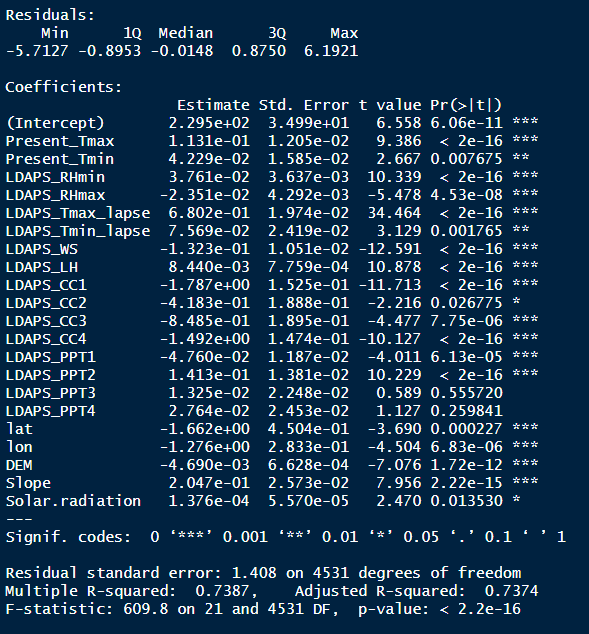 Residuals:
    Min      1Q  Median      3Q     Max
-5.7127 -0.8953 -0.0148  0.8750  6.1921

Coefficients:
                   Estimate Std. Error t value Pr(>|t|)
(Intercept)       2.295e+02  3.499e+01   6.558 6.06e-11 ***
Present_Tmax      1.131e-01  1.205e-02   9.386  < 2e-16 ***
Present_Tmin      4.229e-02  1.585e-02   2.667 0.007675 **
LDAPS_RHmin       3.761e-02  3.637e-03  10.339  < 2e-16 ***
LDAPS_RHmax      -2.351e-02  4.292e-03  -5.478 4.53e-08 ***
LDAPS_Tmax_lapse  6.802e-01  1.974e-02  34.464  < 2e-16 ***
LDAPS_Tmin_lapse  7.569e-02  2.419e-02   3.129 0.001765 **
LDAPS_WS         -1.323e-01  1.051e-02 -12.591  < 2e-16 ***
LDAPS_LH          8.440e-03  7.759e-04  10.878  < 2e-16 ***
LDAPS_CC1        -1.787e+00  1.525e-01 -11.713  < 2e-16 ***
LDAPS_CC2        -4.183e-01  1.888e-01  -2.216 0.026775 *
LDAPS_CC3        -8.485e-01  1.895e-01  -4.477 7.75e-06 ***
LDAPS_CC4        -1.492e+00  1.474e-01 -10.127  < 2e-16 ***
LDAPS_PPT1       -4.760e-02  1.187e-02  -4.011 6.13e-05 ***
LDAPS_PPT2        1.413e-01  1.381e-02  10.229  < 2e-16 ***
LDAPS_PPT3        1.325e-02  2.248e-02   0.589 0.555720
LDAPS_PPT4        2.764e-02  2.453e-02   1.127 0.259841
lat              -1.662e+00  4.504e-01  -3.690 0.000227 ***
lon              -1.276e+00  2.833e-01  -4.504 6.83e-06 ***
DEM              -4.690e-03  6.628e-04  -7.076 1.72e-12 ***
Slope             2.047e-01  2.573e-02   7.956 2.22e-15 ***
Solar.radiation   1.376e-04  5.570e-05   2.470 0.013530 *
---
Signif. codes:  0 ‘***’ 0.001 ‘**’ 0.01 ‘*’ 0.05 ‘.’ 0.1 ‘ ’ 1

Residual standard error: 1.408 on 4531 degrees of freedom
Multiple R-squared:  0.7387,	Adjusted R-squared:  0.7374
F-statistic: 609.8 on 21 and 4531 DF,  p-value: < 2.2e-16